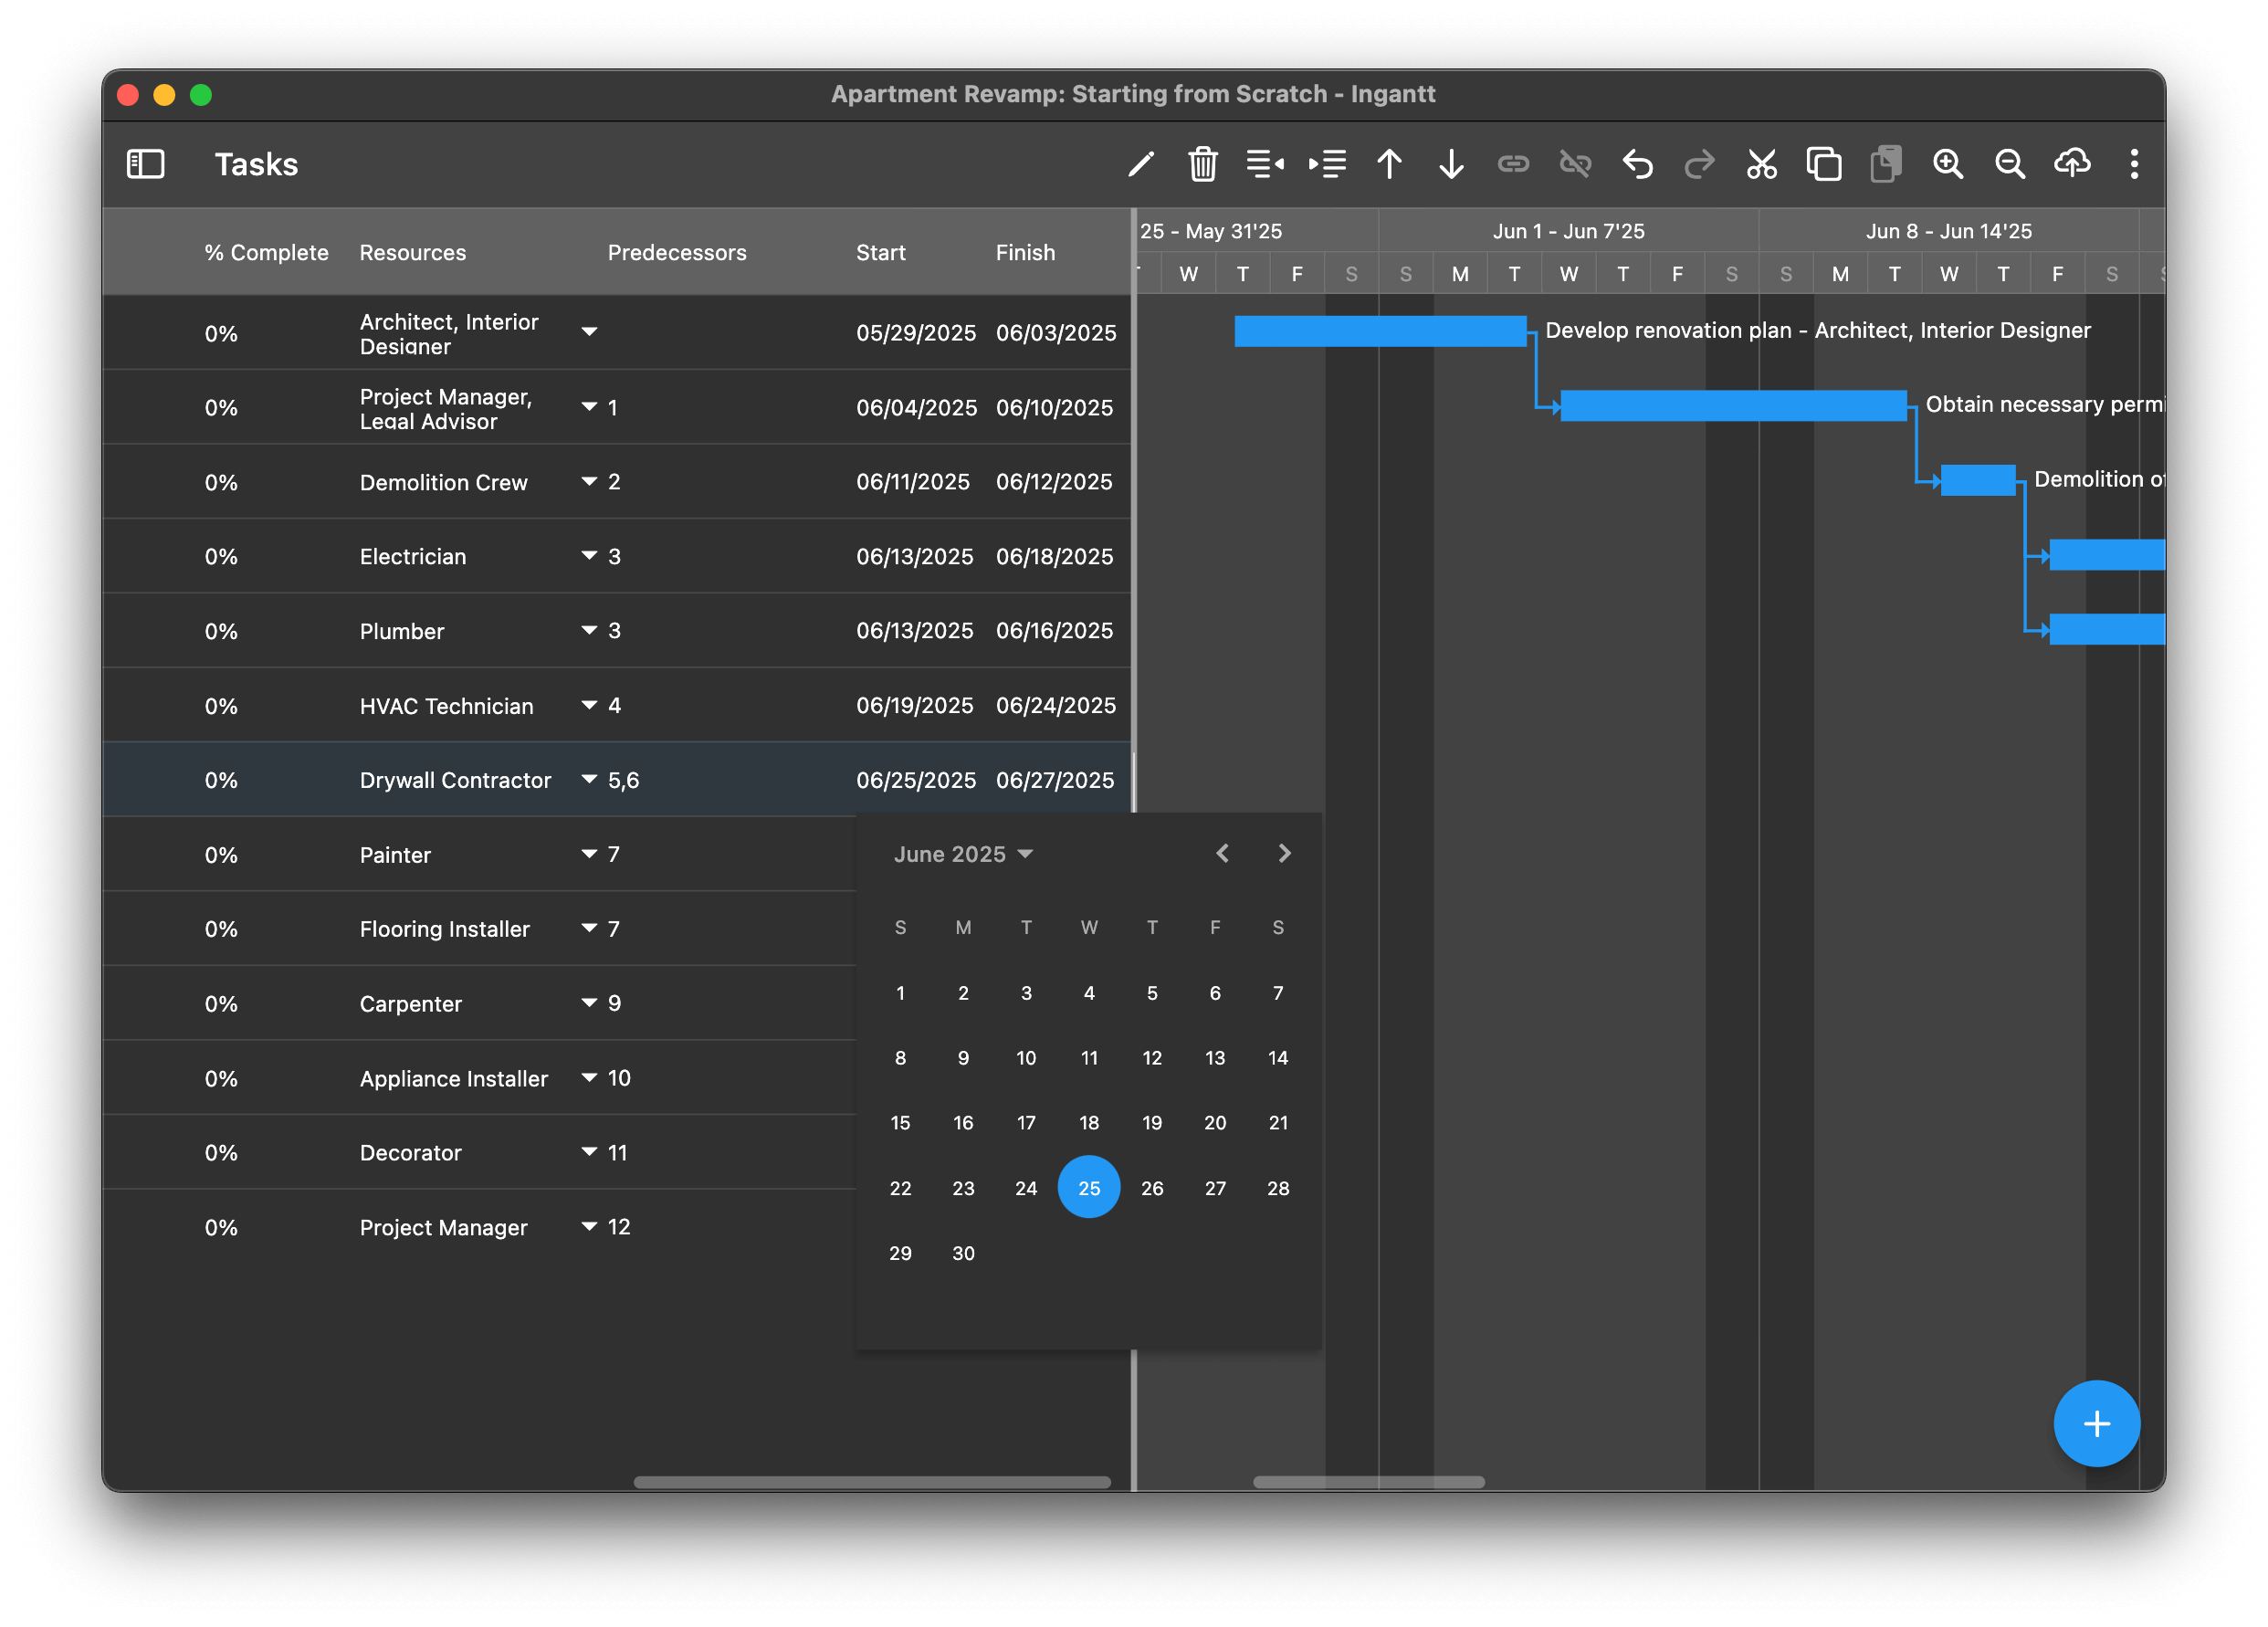 Apartment Revamp: Starting from Scratch - Ingantt
Tasks
% Complete Resources Predecessors Start Finish
25 - May 31'25 Jun 1 - Jun 7'25 Jun 8 - Jun 14'25
W T F S S M T W T F S S M T W T F S
0% Architect, Interior Designer 05/29/2025 06/03/2025
Develop renovation plan - Architect, Interior Designer
0% Project Manager, Legal Advisor 1 06/04/2025 06/10/2025
Obtain necessary permi
0% Demolition Crew 2 06/11/2025 06/12/2025
Demolition of
0% Electrician 3 06/13/2025 06/18/2025
0% Plumber 3 06/13/2025 06/16/2025
0% HVAC Technician 4 06/19/2025 06/24/2025
0% Drywall Contractor 5,6 06/25/2025 06/27/2025
0% Painter 7
0% Flooring Installer 7
0% Carpenter 9
0% Appliance Installer 10
0% Decorator 11
0% Project Manager 12
June 2025
S M T W T F S
1 2 3 4 5 6 7
8 9 10 11 12 13 14
15 16 17 18 19 20 21
22 23 24 25 26 27 28
29 30